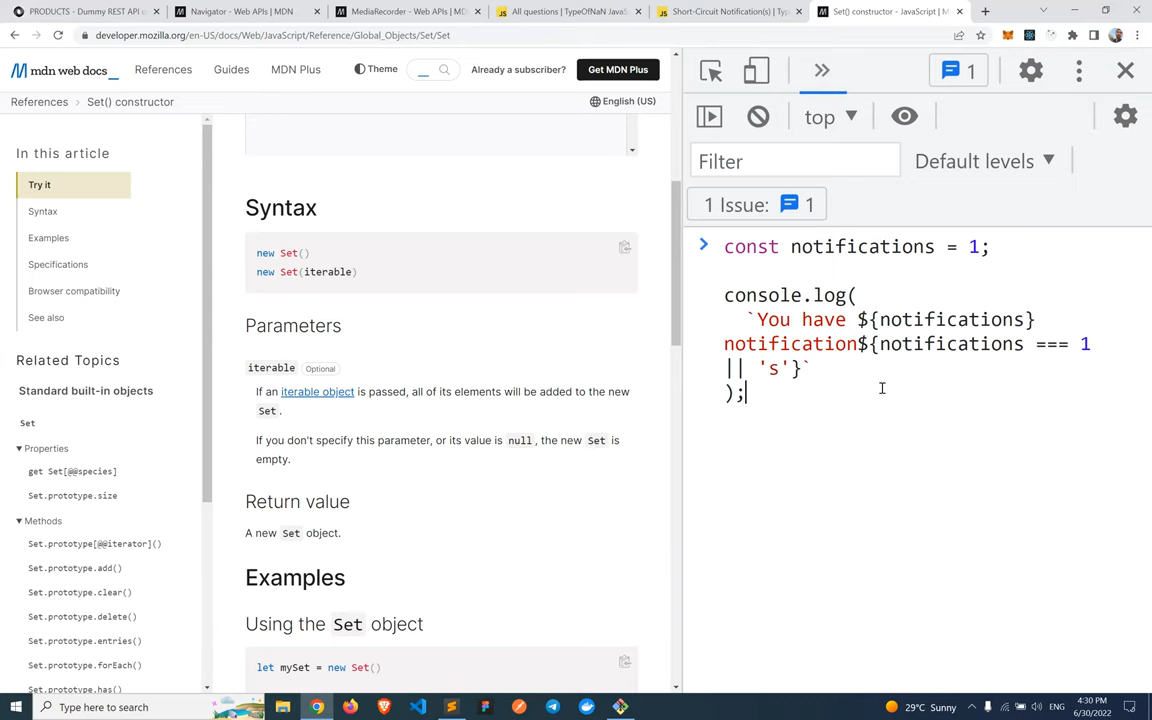 PRODUCTS - Dummy REST API o
Navigator - Web APIs | MDN
MediaRecorder - Web APIs | MD
All questions | TypeOfNaN JavaS
Short-Circuit Notification(s) | Typ
Set() constructor - JavaScript | M
developer.mozilla.org/en-US/docs/Web/JavaScript/Reference/Global_Objects/Set/Set
mdn web docs_
References
Guides
MDN Plus
Theme
Already a subscriber?
Get MDN Plus
References > Set() constructor
English (US)
In this article
Try it
Syntax
Examples
Specifications
Browser compatibility
See also
Related Topics
Standard built-in objects
Set
Properties
get Set[@@species]
Set.prototype.size
Methods
Set.prototype[@@iterator]()
Set.prototype.add()
Set.prototype.clear()
Set.prototype.delete()
Set.prototype.entries()
Set.prototype.forEach()
Set.prototype.has()
Syntax
new Set()
new Set(iterable)
Parameters
iterable Optional
If an iterable object is passed, all of its elements will be added to the new
Set.
If you don't specify this parameter, or its value is null, the new Set is
empty.
Return value
A new Set object.
Examples
Using the Set object
let mySet = new Set()
1
top
Filter
Default levels
1 Issue: 1
const notifications = 1;
console.log(
`You have ${notifications}
notification${notifications === 1
|| 's'}`
);
Type here to search
29°C Sunny
ENG
4:30 PM
6/30/2022